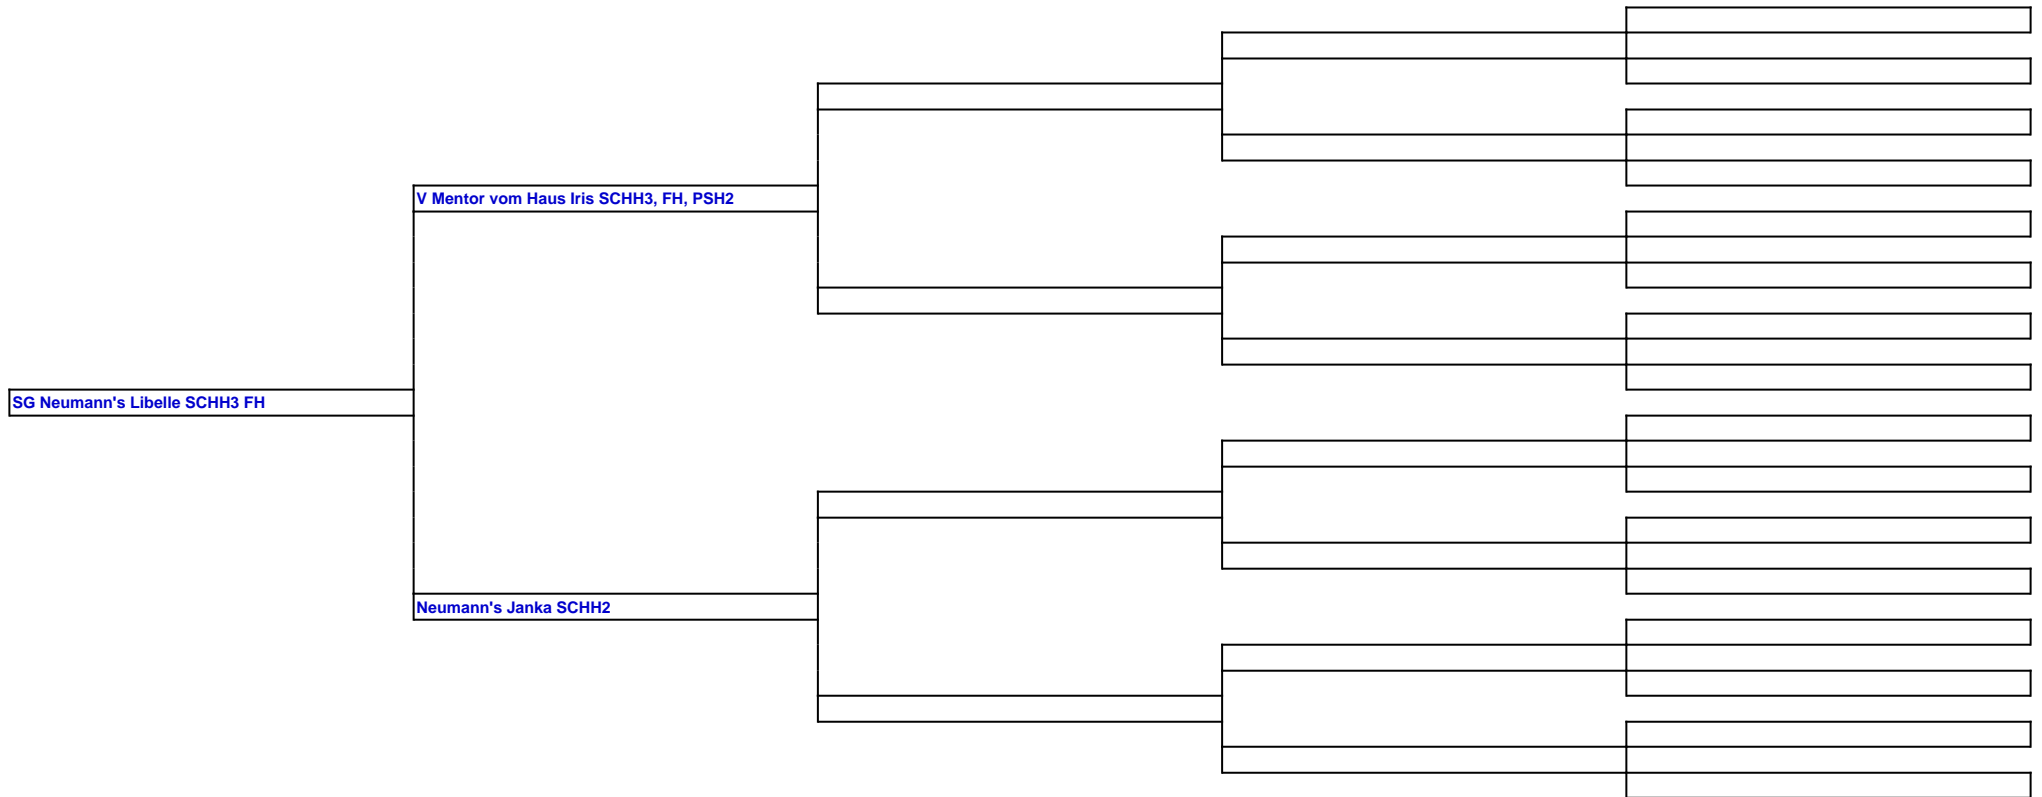 V Mentor vom Haus Iris SCHH3, FH, PSH2
SG Neumann's Libelle SCHH3 FH
Neumann's Janka SCHH2